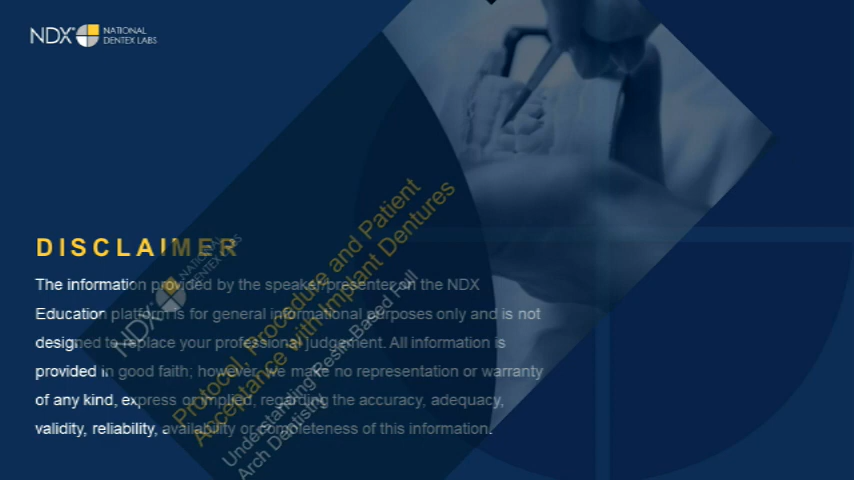 NDX NATIONAL
DENTEX LABS
DISCLAIMER
The information provided by the speaker/presenter on the NDX
Education platform is for general informational purposes only and is not
designed to replace your professional judgement. All information is
provided in good faith; however, we make no representation or warranty
of any kind, express or implied, regarding the accuracy, adequacy,
validity, reliability, availability or completeness of this information.
NDX NATIONAL
DENTEX LABS
Protocol, Procedure and Patient
Acceptance with Implant Dentures
Understanding Resin-Based Full
Arch Dentistry